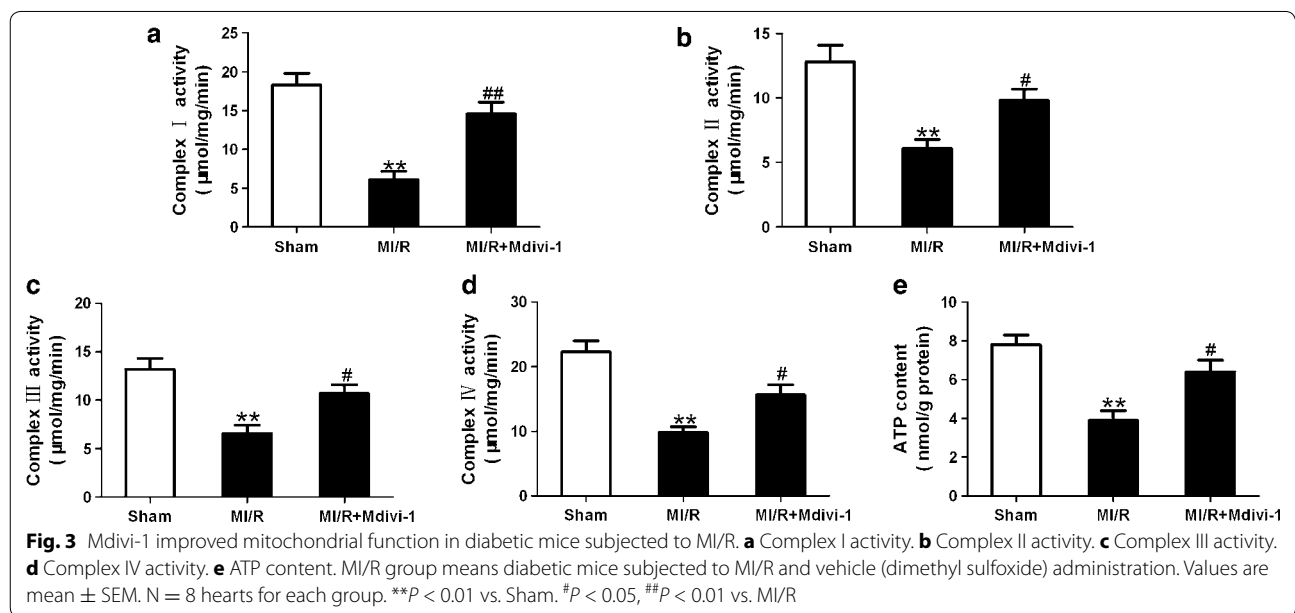 a
Complex Ⅰ activity
( µmol/mg/min)
25
20
15
10
5
0
**
##
Sham MI/R MI/R+Mdivi-1
b
Complex Ⅱ activity
( µmol/mg/min)
15
10
5
0
**
#
Sham MI/R MI/R+Mdivi-1
c
Complex Ⅲ activity
( µmol/mg/min)
20
15
10
5
0
**
#
Sham MI/R MI/R+Mdivi-1
d
Complex Ⅳ activity
( µmol/mg/min)
30
20
10
0
**
#
Sham MI/R MI/R+Mdivi-1
e
ATP content
( nmol/g protein)
8
6
4
2
0
**
#
Sham MI/R MI/R+Mdivi-1
Fig. 3 Mdivi-1 improved mitochondrial function in diabetic mice subjected to MI/R. a Complex I activity. b Complex II activity. c Complex III activity.
d Complex IV activity. e ATP content. MI/R group means diabetic mice subjected to MI/R and vehicle (dimethyl sulfoxide) administration. Values are
mean ± SEM. N = 8 hearts for each group. **P < 0.01 vs. Sham. #P < 0.05, ##P < 0.01 vs. MI/R